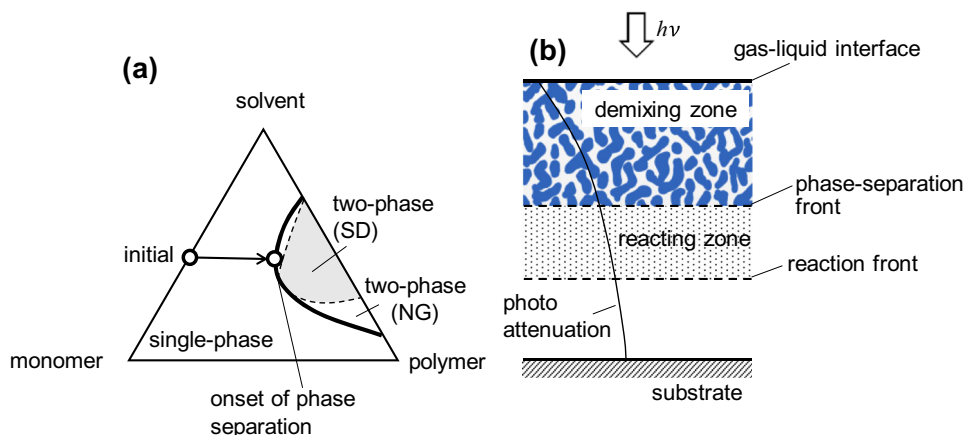 (a)
solvent
two-phase
(SD)
initial
two-phase
(NG)
single-phase
monomer
polymer
onset of phase
separation
hν
(b)
gas-liquid interface
demixing zone
phase-separation
front
reacting zone
reaction front
photo
attenuation
substrate